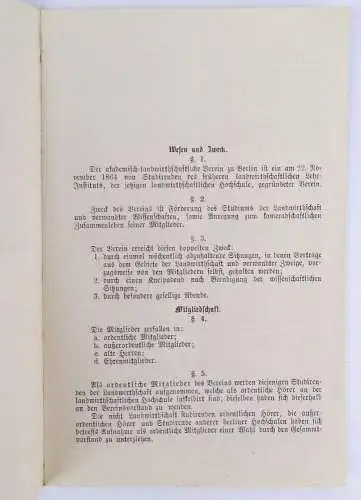 Wesen und Zweck.
§. 1.
Der akademisch-landwirthschaftliche Verein zu Berlin ist ein am 22. No-
vember 1864 von Studirenden des früheren landwirthschaftlichen Lehr-
Instituts, der jetzigen landwirthschaftlichen Hochschule, gegründeter Verein.
§. 2.
Zweck des Vereins ist Förderung des Studiums der Landwirthschaft
und verwandter Wissenschaften, sowie Anregung zum kameradschaftlichen
Zusammenleben seiner Mitglieder.
§. 3.
Der Verein erreicht diesen doppelten Zweck:
1. durch einmal wöchentlich abzuhaltende Sitzungen, in denen Vorträge
aus dem Gebiete der Landwirthschaft und verwandter Zweige, vor-
zugsweise von den Mitgliedern selbst, gehalten werden;
2. durch einen Kneipabend nach Beendigung der wissenschaftlichen
Sitzungen;
3. durch besondere gesellige Abende.
Mitgliedschaft.
§. 4.
Die Mitglieder zerfallen in:
a. ordentliche Mitglieder;
b. außerordentliche Mitglieder;
c. alte Herren;
d. Ehrenmitglieder.
§. 5.
Als ordentliche Mitglieder des Vereins werden diejenigen Studiren-
den der Landwirthschaft aufgenommen, welche als ordentliche Hörer an der
landwirthschaftlichen Hochschule inskribirt sind; dieselben haben sich dieserhalb
an den Vereinsvorstand zu wenden.
Die nicht Landwirthschaft studirenden ordentlichen Hörer, die außer-
ordentlichen Hörer und Studirende anderer berliner Hochschulen haben sich
betreffs Aufnahme als ordentliche Mitglieder einer Wahl durch den Gesammt-
vorstand zu unterziehen.